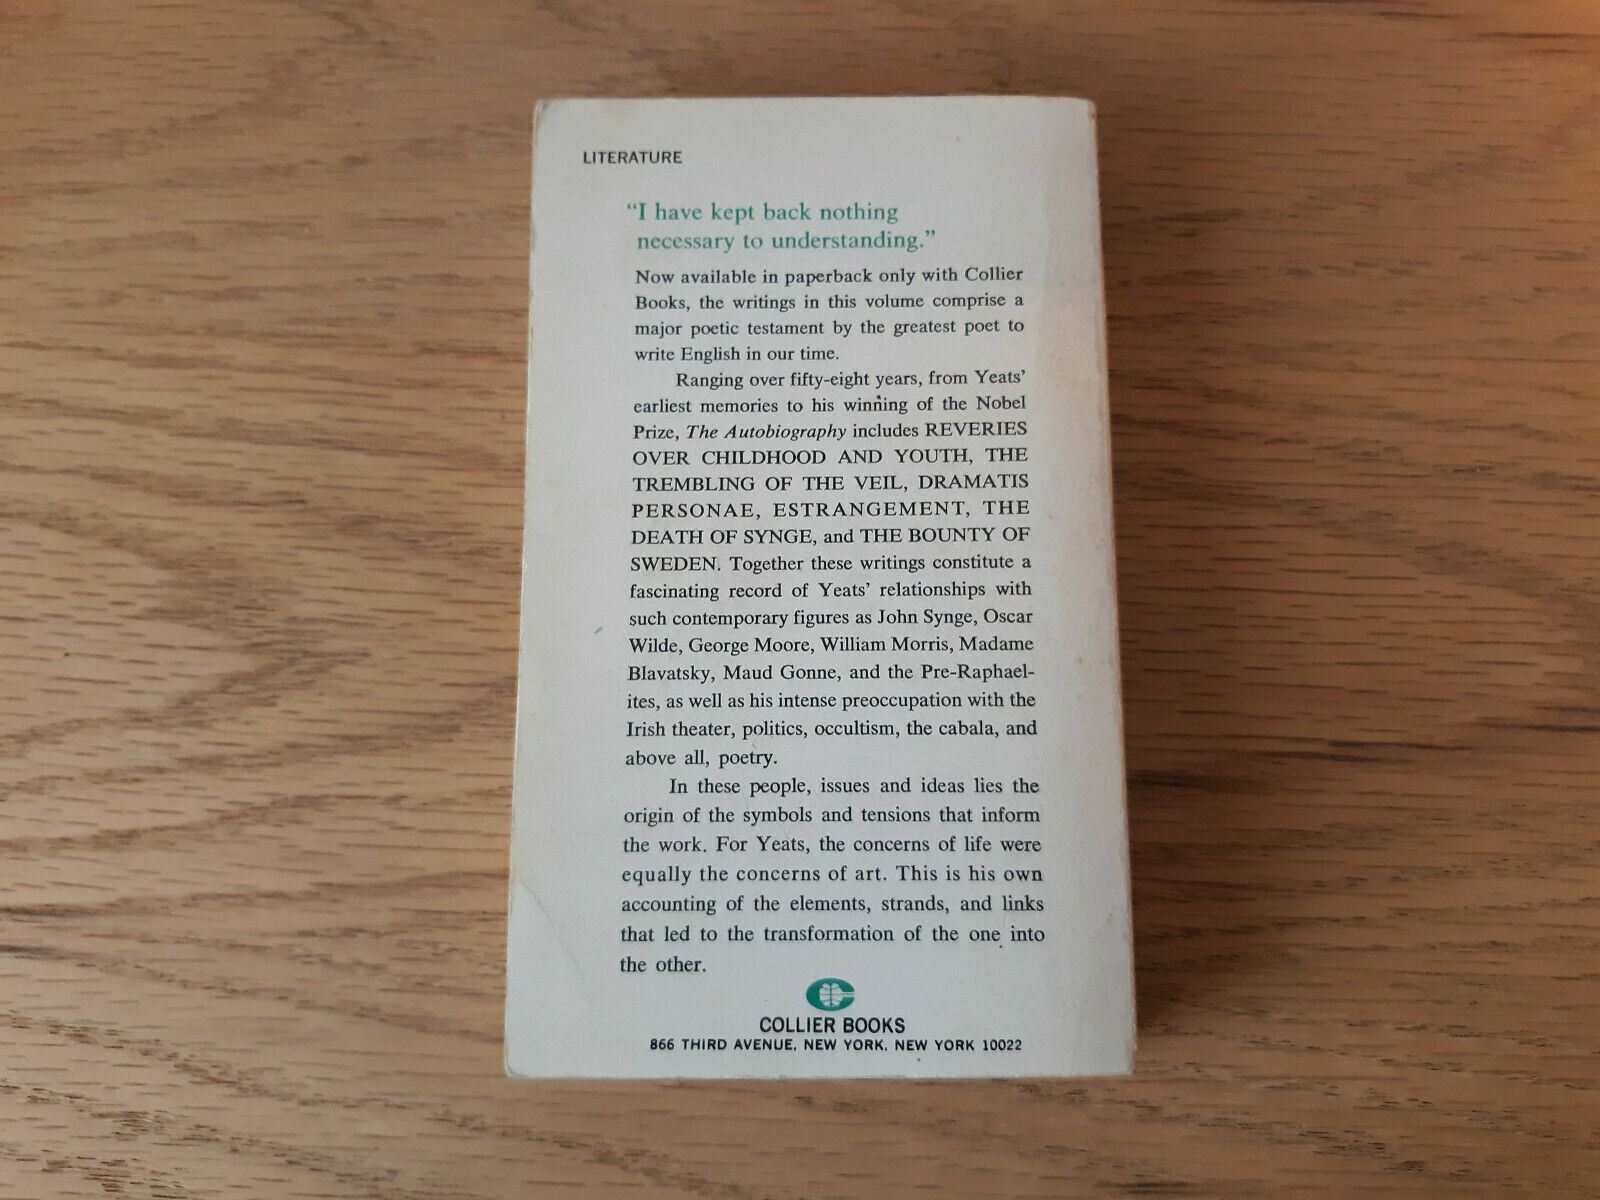 LITERATURE
“I have kept back nothing
necessary to understanding.”
Now available in paperback only with Collier
Books, the writings in this volume comprise a
major poetic testament by the greatest poet to
write English in our time.
Ranging over fifty-eight years, from Yeats’
earliest memories to his winning of the Nobel
Prize, The Autobiography includes REVERIES
OVER CHILDHOOD AND YOUTH, THE
TREMBLING OF THE VEIL, DRAMATIS
PERSONAE, ESTRANGEMENT, THE
DEATH OF SYNGE, and THE BOUNTY OF
SWEDEN. Together these writings constitute a
fascinating record of Yeats’ relationships with
such contemporary figures as John Synge, Oscar
Wilde, George Moore, William Morris, Madame
Blavatsky, Maud Gonne, and the Pre-Raphael-
ites, as well as his intense preoccupation with the
Irish theater, politics, occultism, the cabala, and
above all, poetry.
In these people, issues and ideas lies the
origin of the symbols and tensions that inform
the work. For Yeats, the concerns of life were
equally the concerns of art. This is his own
accounting of the elements, strands, and links
that led to the transformation of the one into
the other.
COLLIER BOOKS
866 THIRD AVENUE, NEW YORK, NEW YORK 10022